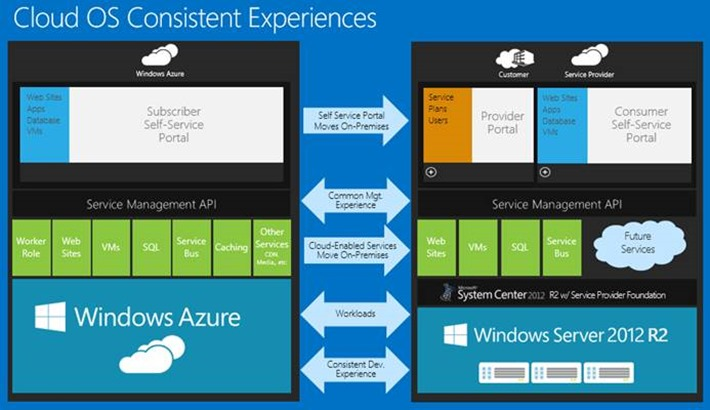 Cloud OS Consistent Experiences
Windows Azure
Web Sites
Apps
Database
VMs
Subscriber
Self-Service
Portal
Service Management API
Worker
Role
Web
Sites
VMs
SQL
Service
Bus
Caching
Other
Services
CDN,
Media, etc.
Windows Azure
Self Service Portal
Moves On-Premises
Common Mgt.
Experience
Cloud-Enabled Services
Move On-Premises
Workloads
Consistent Dev.
Experience
Customer
Service Provider
Service
Plans
Users
Provider
Portal
Web Sites
Apps
Database
VMs
Consumer
Self-Service
Portal
Service Management API
Web
Sites
VMs
SQL
Service
Bus
Future
Services
Microsoft
System Center 2012 R2 w/ Service Provider Foundation
Windows Server 2012 R2